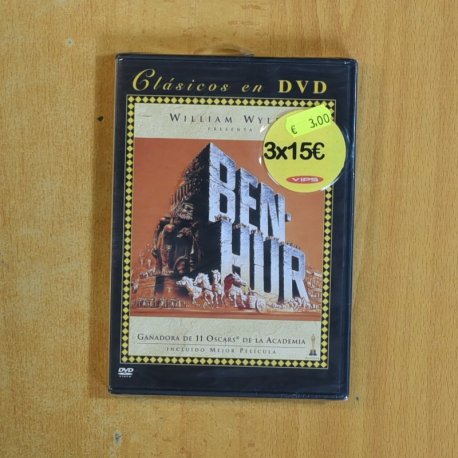 Clásicos en DVD
WILLIAM
PRESENTA
€ 3,00
3x15€
VIPS
BEN-
HUR
GANADORA DE 11 OSCARS® DE LA ACADEMIA
INCLUIDO MEJOR PELÍCULA
DVD
VIDEO